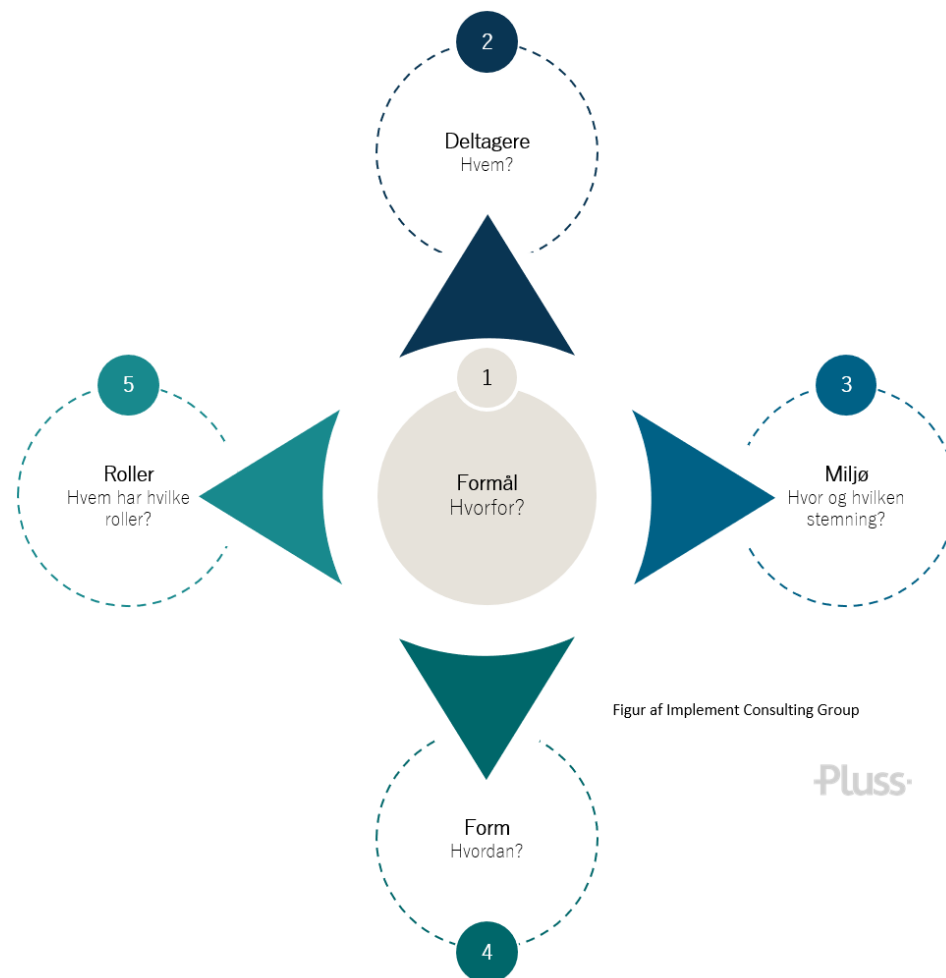 2
Deltagere
Hvem?
1
Formål
Hvorfor?
3
Miljø
Hvor og hvilken
stemning?
5
Roller
Hvem har hvilke
roller?
Figur af Implement Consulting Group
·Pluss·
Form
Hvordan?
4